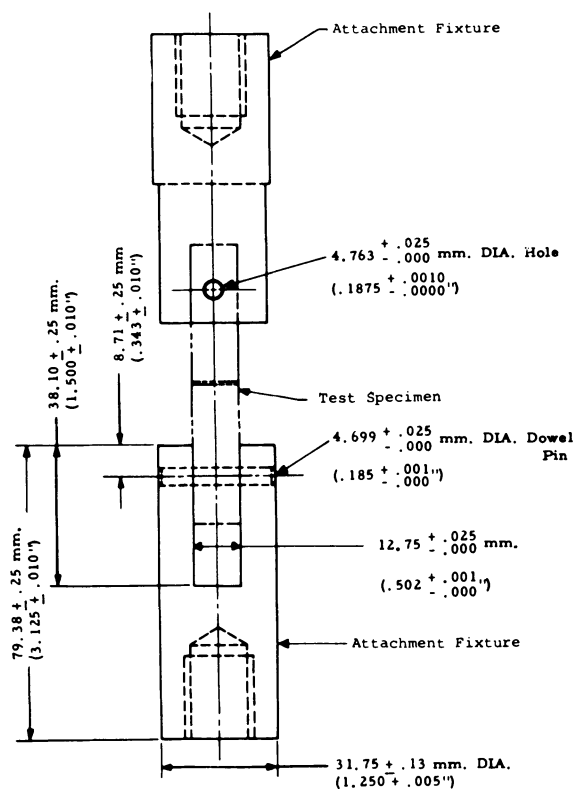 Attachment Fixture
4.763 + .025 - .000 mm. DIA. Hole
(.1875 + .0010 - .0000")
8.71 ± .25 mm
(.343 ± .010")
38.10 ± .25 mm.
(1.500 ± .010")
Test Specimen
4.699 + .025 - .000 mm. DIA. Dowel
Pin
(.185 + .001 - .000")
12.75 + .025 - .000 mm.
(.502 + .001 - .000")
79.38 ± .25 mm.
(3.125 ± .010")
Attachment Fixture
31.75 ± .13 mm. DIA.
(1.250 ± .005")